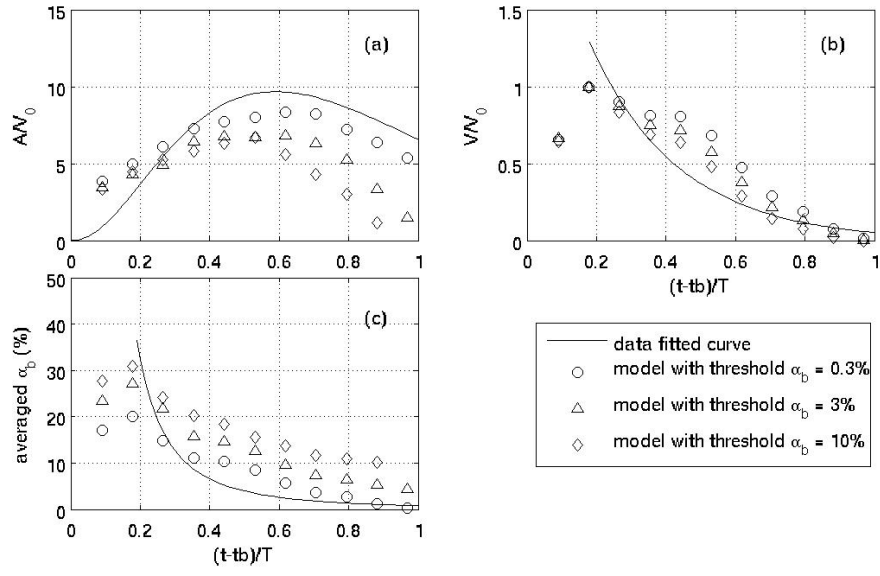 15
10
5
0
A/V0
(a)
0 0.2 0.4 0.6 0.8 1
1.5
1
0.5
0
V/V0
(b)
0 0.2 0.4 0.6 0.8 1
(t-tb)/T
50
40
30
20
10
0
averaged αb (%)
(c)
0 0.2 0.4 0.6 0.8 1
(t-tb)/T
data fitted curve
model with threshold αb = 0.3%
model with threshold αb = 3%
model with threshold αb = 10%